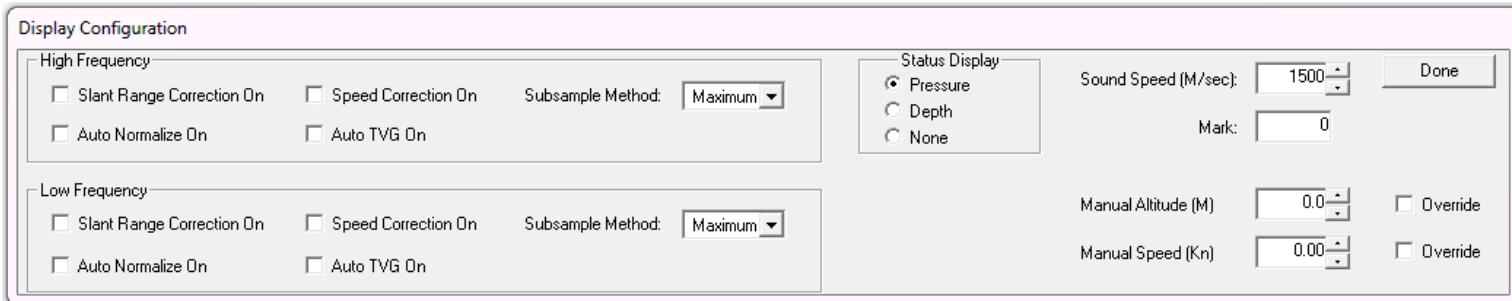 Display Configuration
High Frequency
Slant Range Correction On
Speed Correction On
Subsample Method:
Maximum
Auto Normalize On
Auto TVG On
Low Frequency
Slant Range Correction On
Speed Correction On
Subsample Method:
Maximum
Auto Normalize On
Auto TVG On
Status Display
Pressure
Depth
None
Sound Speed (M/sec):
1500
Mark:
0
Manual Altitude (M)
0.0
Override
Manual Speed (Kn)
0.00
Override
Done